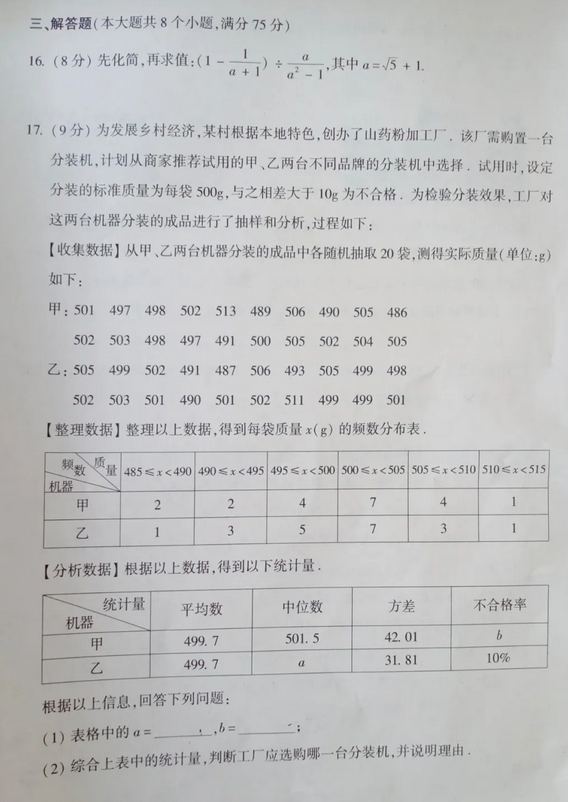 三、解答题(本大题共8个小题,满分75分)
16. (8分) 先化简,再求值:(1 - 1/(a + 1)) ÷ a/(a² - 1),其中 a=√5 + 1.
17. (9分) 为发展乡村经济,某村根据本地特色,创办了山药粉加工厂. 该厂需购置一台
分装机,计划从商家推荐试用的甲、乙两台不同品牌的分装机中选择. 试用时,设定
分装的标准质量为每袋 500g,与之相差大于 10g 为不合格. 为检验分装效果,工厂对
这两台机器分装的成品进行了抽样和分析,过程如下:
【收集数据】从甲、乙两台机器分装的成品中各随机抽取 20 袋,测得实际质量(单位:g)
如下:
甲: 501 497 498 502 513 489 506 490 505 486
502 503 498 497 491 500 505 502 504 505
乙: 505 499 502 491 487 506 493 505 499 498
502 503 501 490 501 502 511 499 499 501
【整理数据】整理以上数据,得到每袋质量 x(g) 的频数分布表.
频数 质量 机器 485≤x<490 490≤x<495 495≤x<500 500≤x<505 505≤x<510 510≤x<515
甲 2 2 4 7 4 1
乙 1 3 5 7 3 1
【分析数据】根据以上数据,得到以下统计量.
统计量 机器 平均数 中位数 方差 不合格率
甲 499. 7 501. 5 42. 01 b
乙 499. 7 a 31. 81 10%
根据以上信息,回答下列问题:
(1) 表格中的 a = ______,b = ______;
(2) 综合上表中的统计量,判断工厂应选购哪一台分装机,并说明理由.